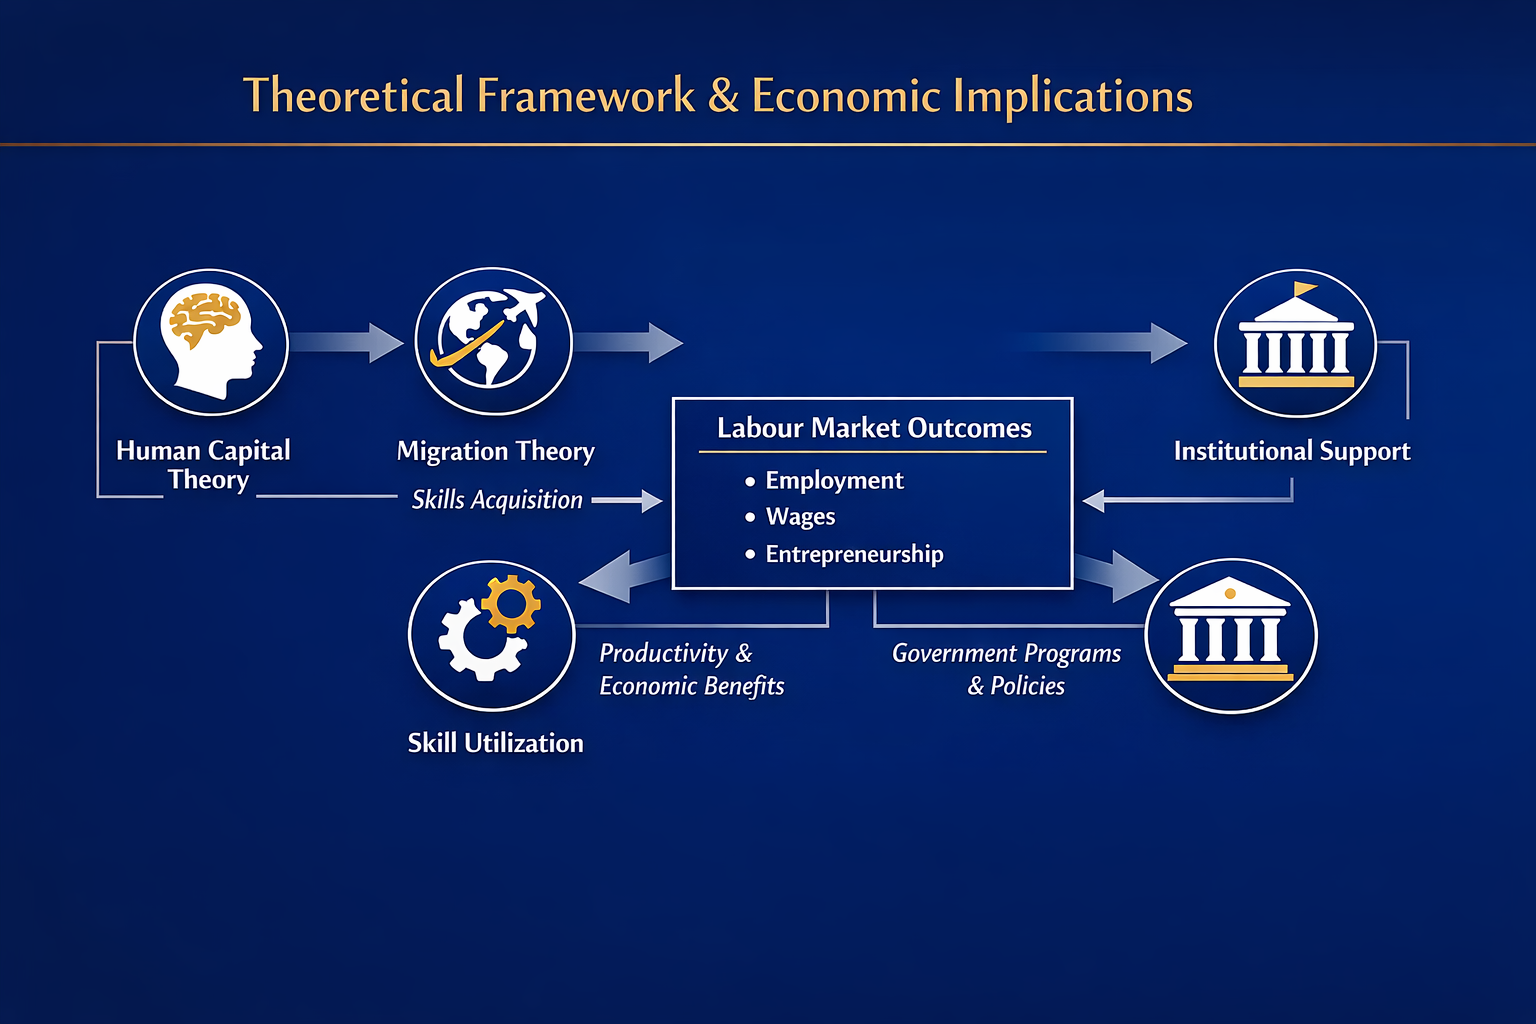 Theoretical Framework & Economic Implications
Human Capital
Theory
Migration Theory
Skills Acquisition
Labour Market Outcomes
• Employment
• Wages
• Entrepreneurship
Institutional Support
Productivity &
Economic Benefits
Government Programs
& Policies
Skill Utilization